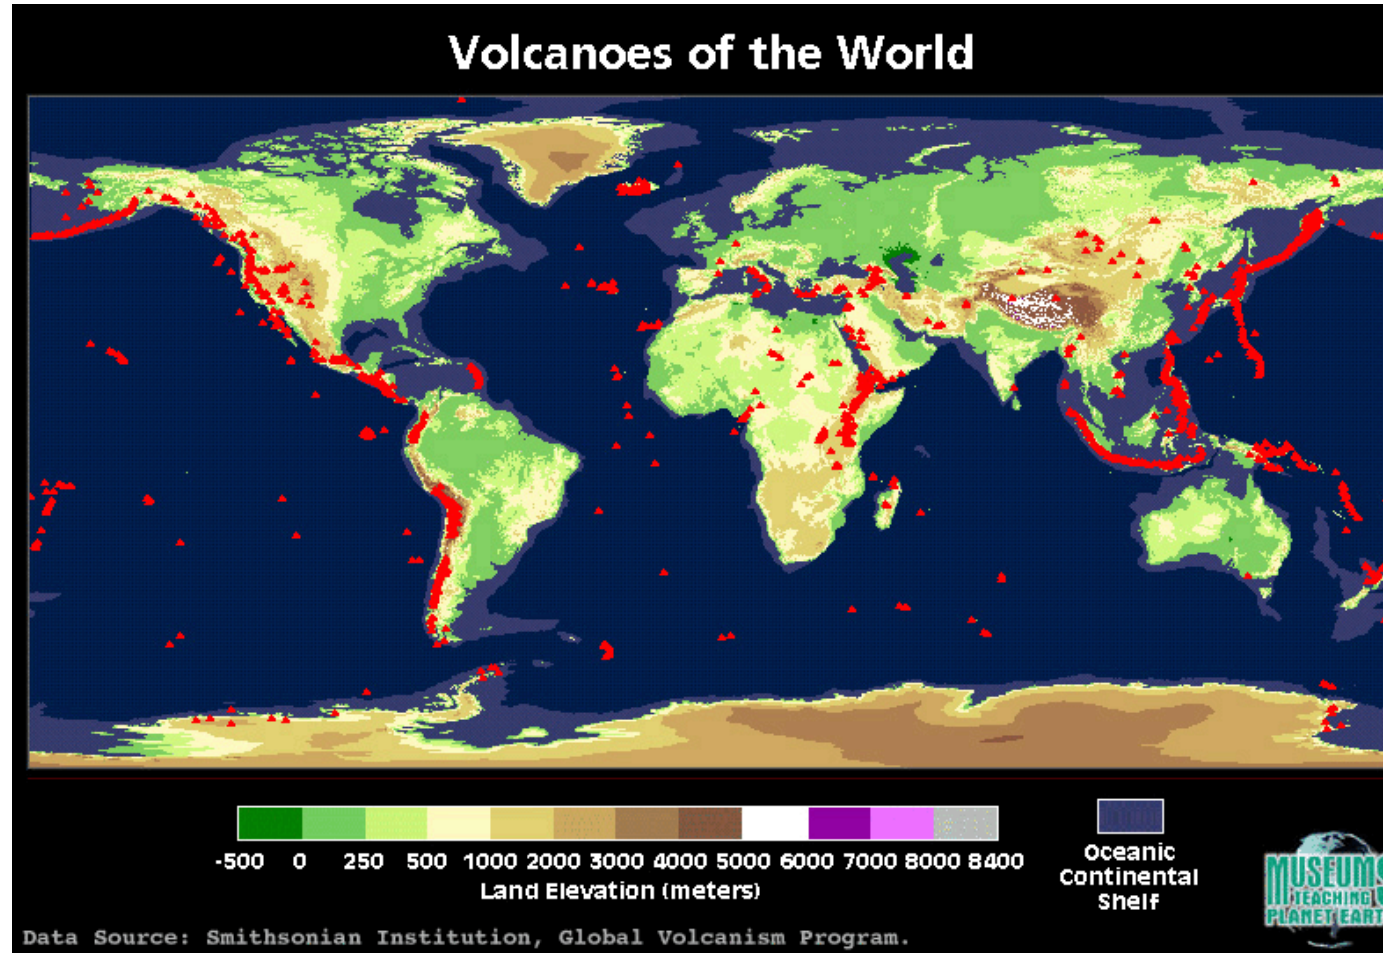 Volcanoes of the World
-500 0 250 500 1000 2000 3000 4000 5000 6000 7000 8000 8400
Land Elevation (meters)
Oceanic
Continental
Shelf
MUSEUMS
TEACHING
PLANET EART
Data Source: Smithsonian Institution, Global Volcanism Program.